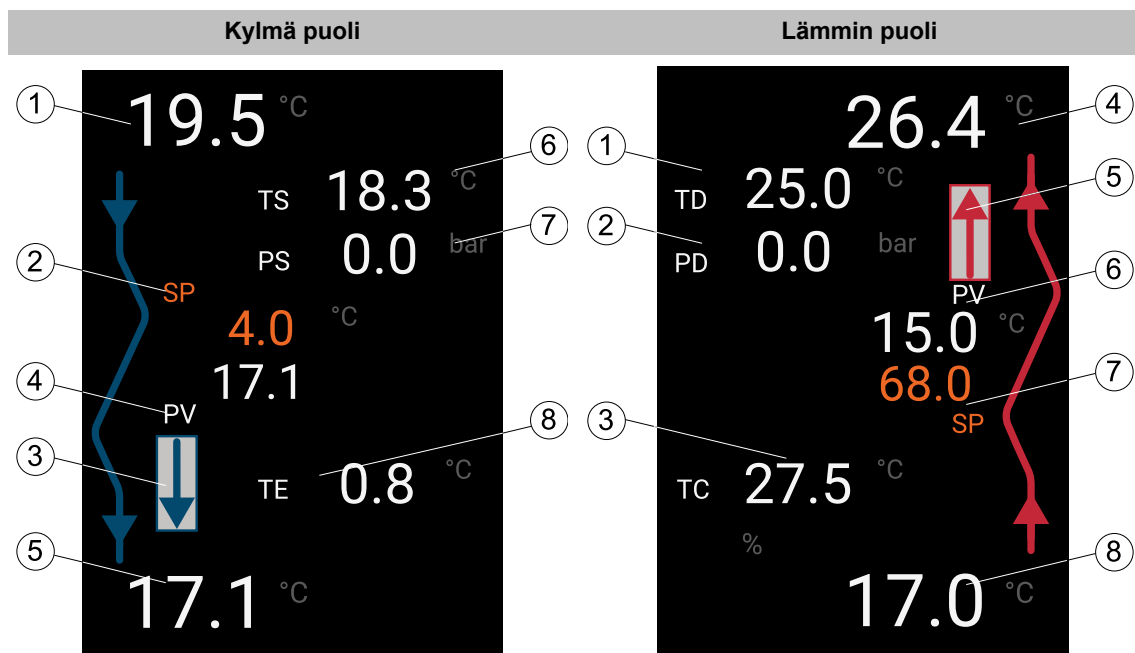 Kylmä puoli
Lämmin puoli
1
19.5 °C
6
TS 18.3 °C
7
PS 0.0 bar
2
SP
4.0 °C
17.1
4
PV
3
8
TE 0.8 °C
5
17.1 °C
26.4 °C
4
1
TD 25.0 °C
5
2
PD 0.0 bar
6
PV
15.0 °C
68.0
7
SP
3
TC 27.5 °C
%
8
17.0 °C